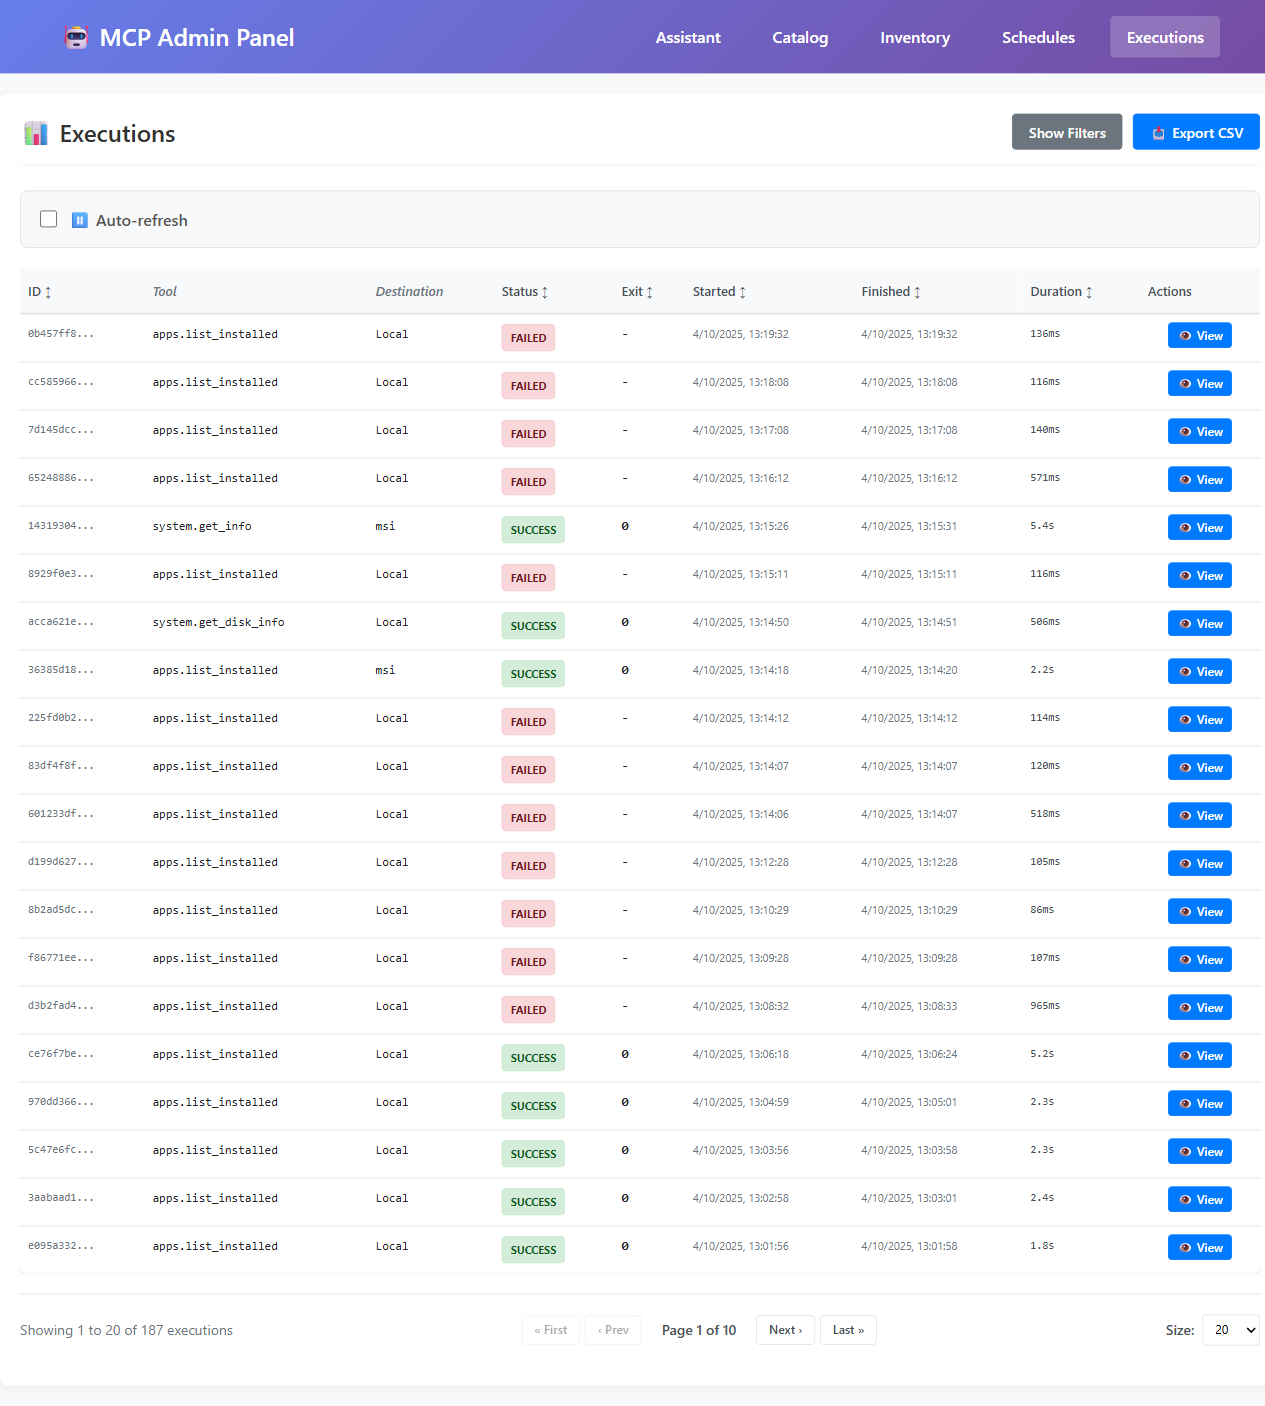 MCP Admin Panel Assistant Catalog Inventory Schedules Executions
Executions Show Filters Export CSV
Auto-refresh
ID ↕ Tool Destination Status ↕ Exit ↕ Started ↕ Finished ↕ Duration ↕ Actions
0b457ff8... apps.list_installed Local FAILED - 4/10/2025, 13:19:32 4/10/2025, 13:19:32 136ms View
cc585966... apps.list_installed Local FAILED - 4/10/2025, 13:18:08 4/10/2025, 13:18:08 116ms View
7d145dcc... apps.list_installed Local FAILED - 4/10/2025, 13:17:08 4/10/2025, 13:17:08 140ms View
65248886... apps.list_installed Local FAILED - 4/10/2025, 13:16:12 4/10/2025, 13:16:12 571ms View
14319304... system.get_info msi SUCCESS 0 4/10/2025, 13:15:26 4/10/2025, 13:15:31 5.4s View
8929f0e3... apps.list_installed Local FAILED - 4/10/2025, 13:15:11 4/10/2025, 13:15:11 116ms View
acca621e... system.get_disk_info Local SUCCESS 0 4/10/2025, 13:14:50 4/10/2025, 13:14:51 506ms View
36385d18... apps.list_installed msi SUCCESS 0 4/10/2025, 13:14:18 4/10/2025, 13:14:20 2.2s View
225fd0b2... apps.list_installed Local FAILED - 4/10/2025, 13:14:12 4/10/2025, 13:14:12 114ms View
83df4f8f... apps.list_installed Local FAILED - 4/10/2025, 13:14:07 4/10/2025, 13:14:07 120ms View
601233df... apps.list_installed Local FAILED - 4/10/2025, 13:14:06 4/10/2025, 13:14:07 518ms View
d199d627... apps.list_installed Local FAILED - 4/10/2025, 13:12:28 4/10/2025, 13:12:28 105ms View
8b2ad5dc... apps.list_installed Local FAILED - 4/10/2025, 13:10:29 4/10/2025, 13:10:29 86ms View
f86771ee... apps.list_installed Local FAILED - 4/10/2025, 13:09:28 4/10/2025, 13:09:28 107ms View
d3b2fad4... apps.list_installed Local FAILED - 4/10/2025, 13:08:32 4/10/2025, 13:08:33 965ms View
ce76f7be... apps.list_installed Local SUCCESS 0 4/10/2025, 13:06:18 4/10/2025, 13:06:24 5.2s View
970dd366... apps.list_installed Local SUCCESS 0 4/10/2025, 13:04:59 4/10/2025, 13:05:01 2.3s View
5c47e6fc... apps.list_installed Local SUCCESS 0 4/10/2025, 13:03:56 4/10/2025, 13:03:58 2.3s View
3aabaad1... apps.list_installed Local SUCCESS 0 4/10/2025, 13:02:58 4/10/2025, 13:03:01 2.4s View
e095a332... apps.list_installed Local SUCCESS 0 4/10/2025, 13:01:56 4/10/2025, 13:01:58 1.8s View
Showing 1 to 20 of 187 executions « First ‹ Prev Page 1 of 10 Next › Last » Size: 20